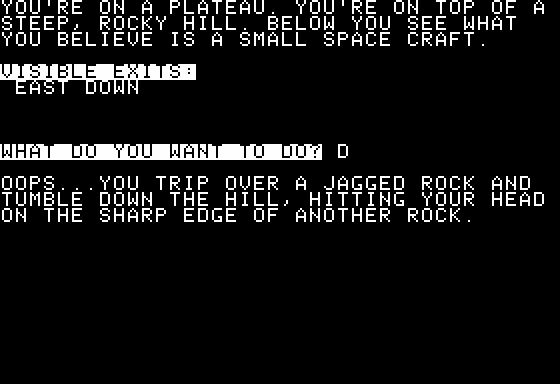 YOU'RE ON A PLATEAU. YOU'RE ON TOP OF A
STEEP, ROCKY HILL. BELOW YOU SEE WHAT
YOU BELIEVE IS A SMALL SPACE CRAFT.
VISIBLE EXITS:
EAST DOWN
WHAT DO YOU WANT TO DO? D
OOPS...YOU TRIP OVER A JAGGED ROCK AND
TUMBLE DOWN THE HILL, HITTING YOUR HEAD
ON THE SHARP EDGE OF ANOTHER ROCK.